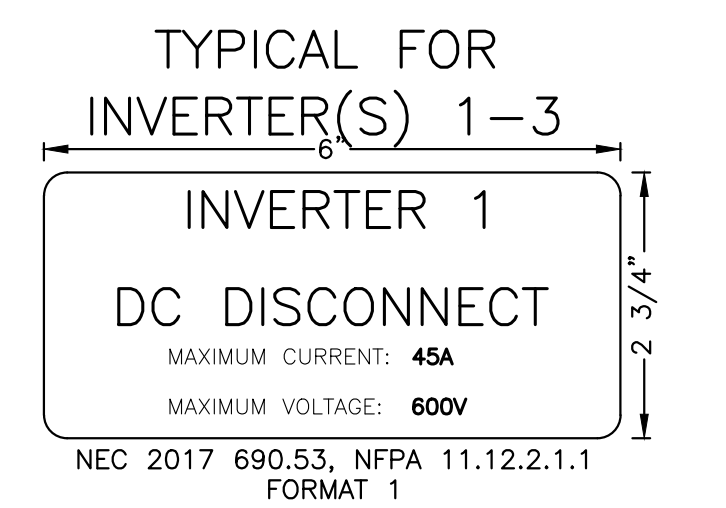 TYPICAL FOR
INVERTER(S) 1-3
6"
INVERTER 1
DC DISCONNECT
MAXIMUM CURRENT: 45A
MAXIMUM VOLTAGE: 600V
2 3/4"
NEC 2017 690.53, NFPA 11.12.2.1.1
FORMAT 1